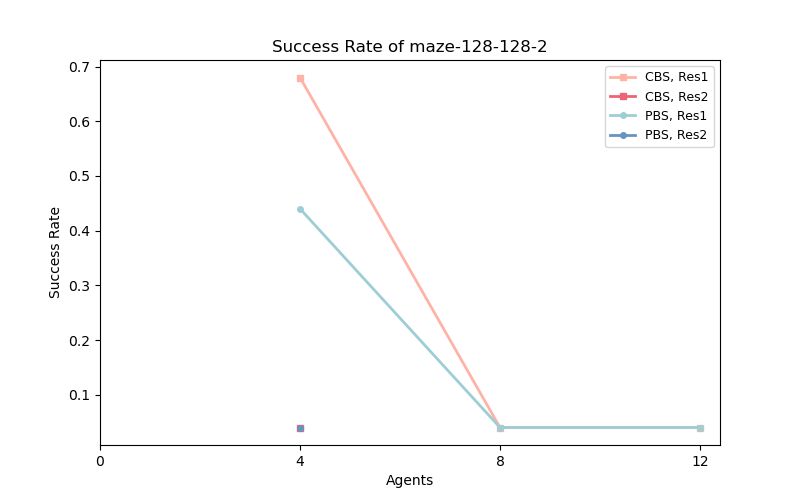 Success Rate of maze-128-128-2
0.7
0.6
0.5
0.4
0.3
0.2
0.1
Success Rate
0
4
8
12
Agents
CBS, Res1
CBS, Res2
PBS, Res1
PBS, Res2